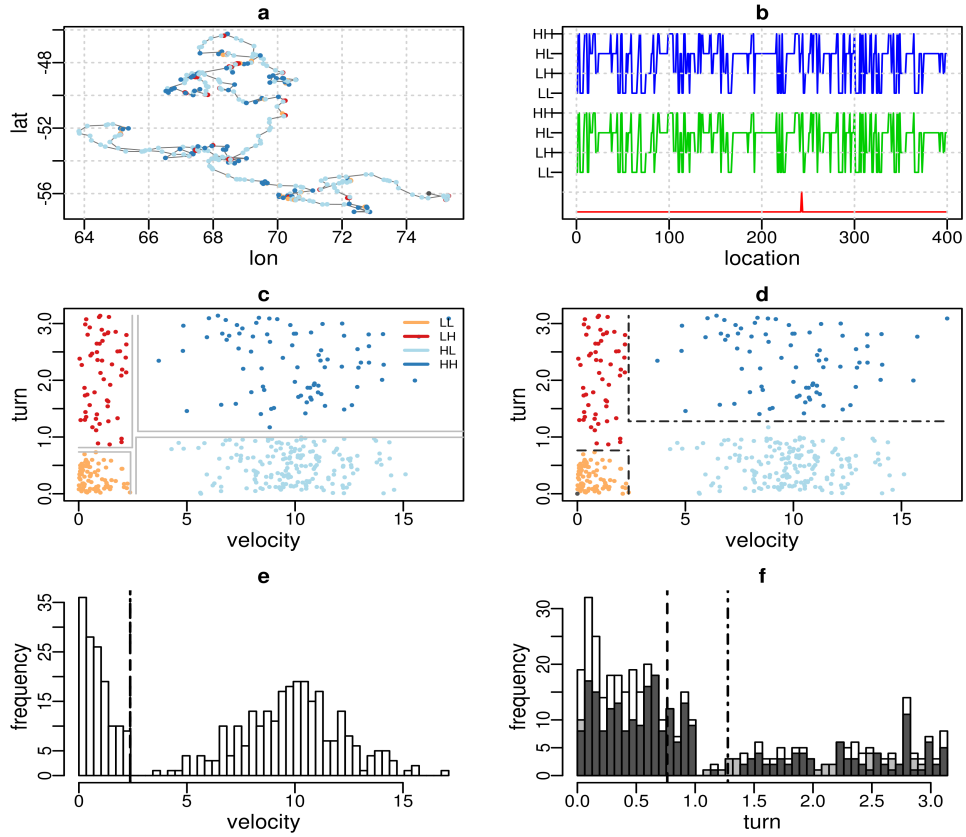 a
lat
-48
-52
-56
64 66 68 70 72 74
lon
b
HH
HL
LH
LL
HH
HL
LH
LL
0 100 200 300 400
location
c
turn
3.0
2.0
1.0
0.0
LL
LH
HL
HH
0 5 10 15
velocity
d
turn
3.0
2.0
1.0
0.0
0 5 10 15
velocity
e
frequency
35
25
15
5
0
0 5 10 15
velocity
f
frequency
30
20
10
5
0
0.0 0.5 1.0 1.5 2.0 2.5 3.0
turn